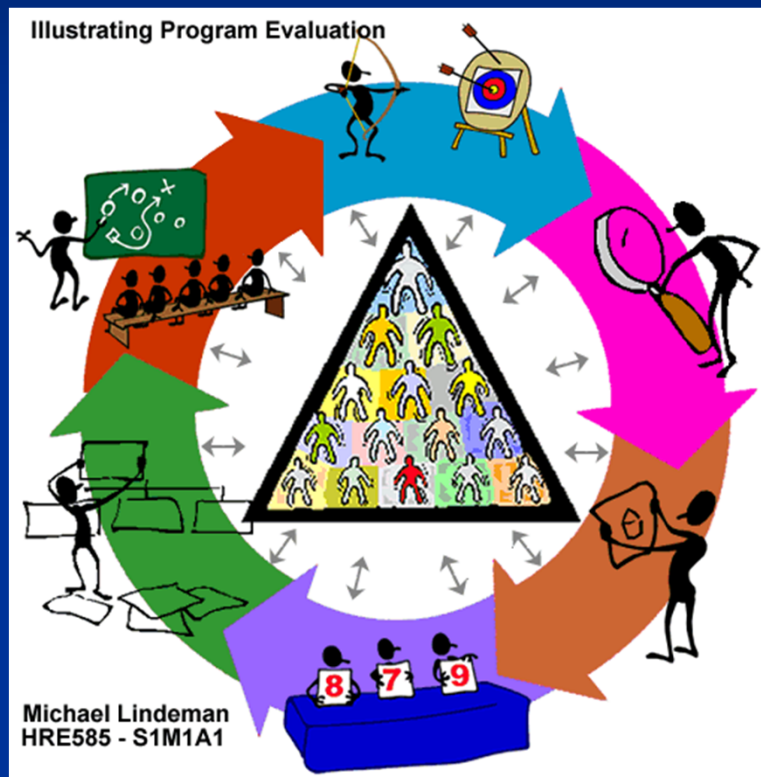 Illustrating Program Evaluation
8 7 9
Michael Lindeman
HRE585 - S1M1A1